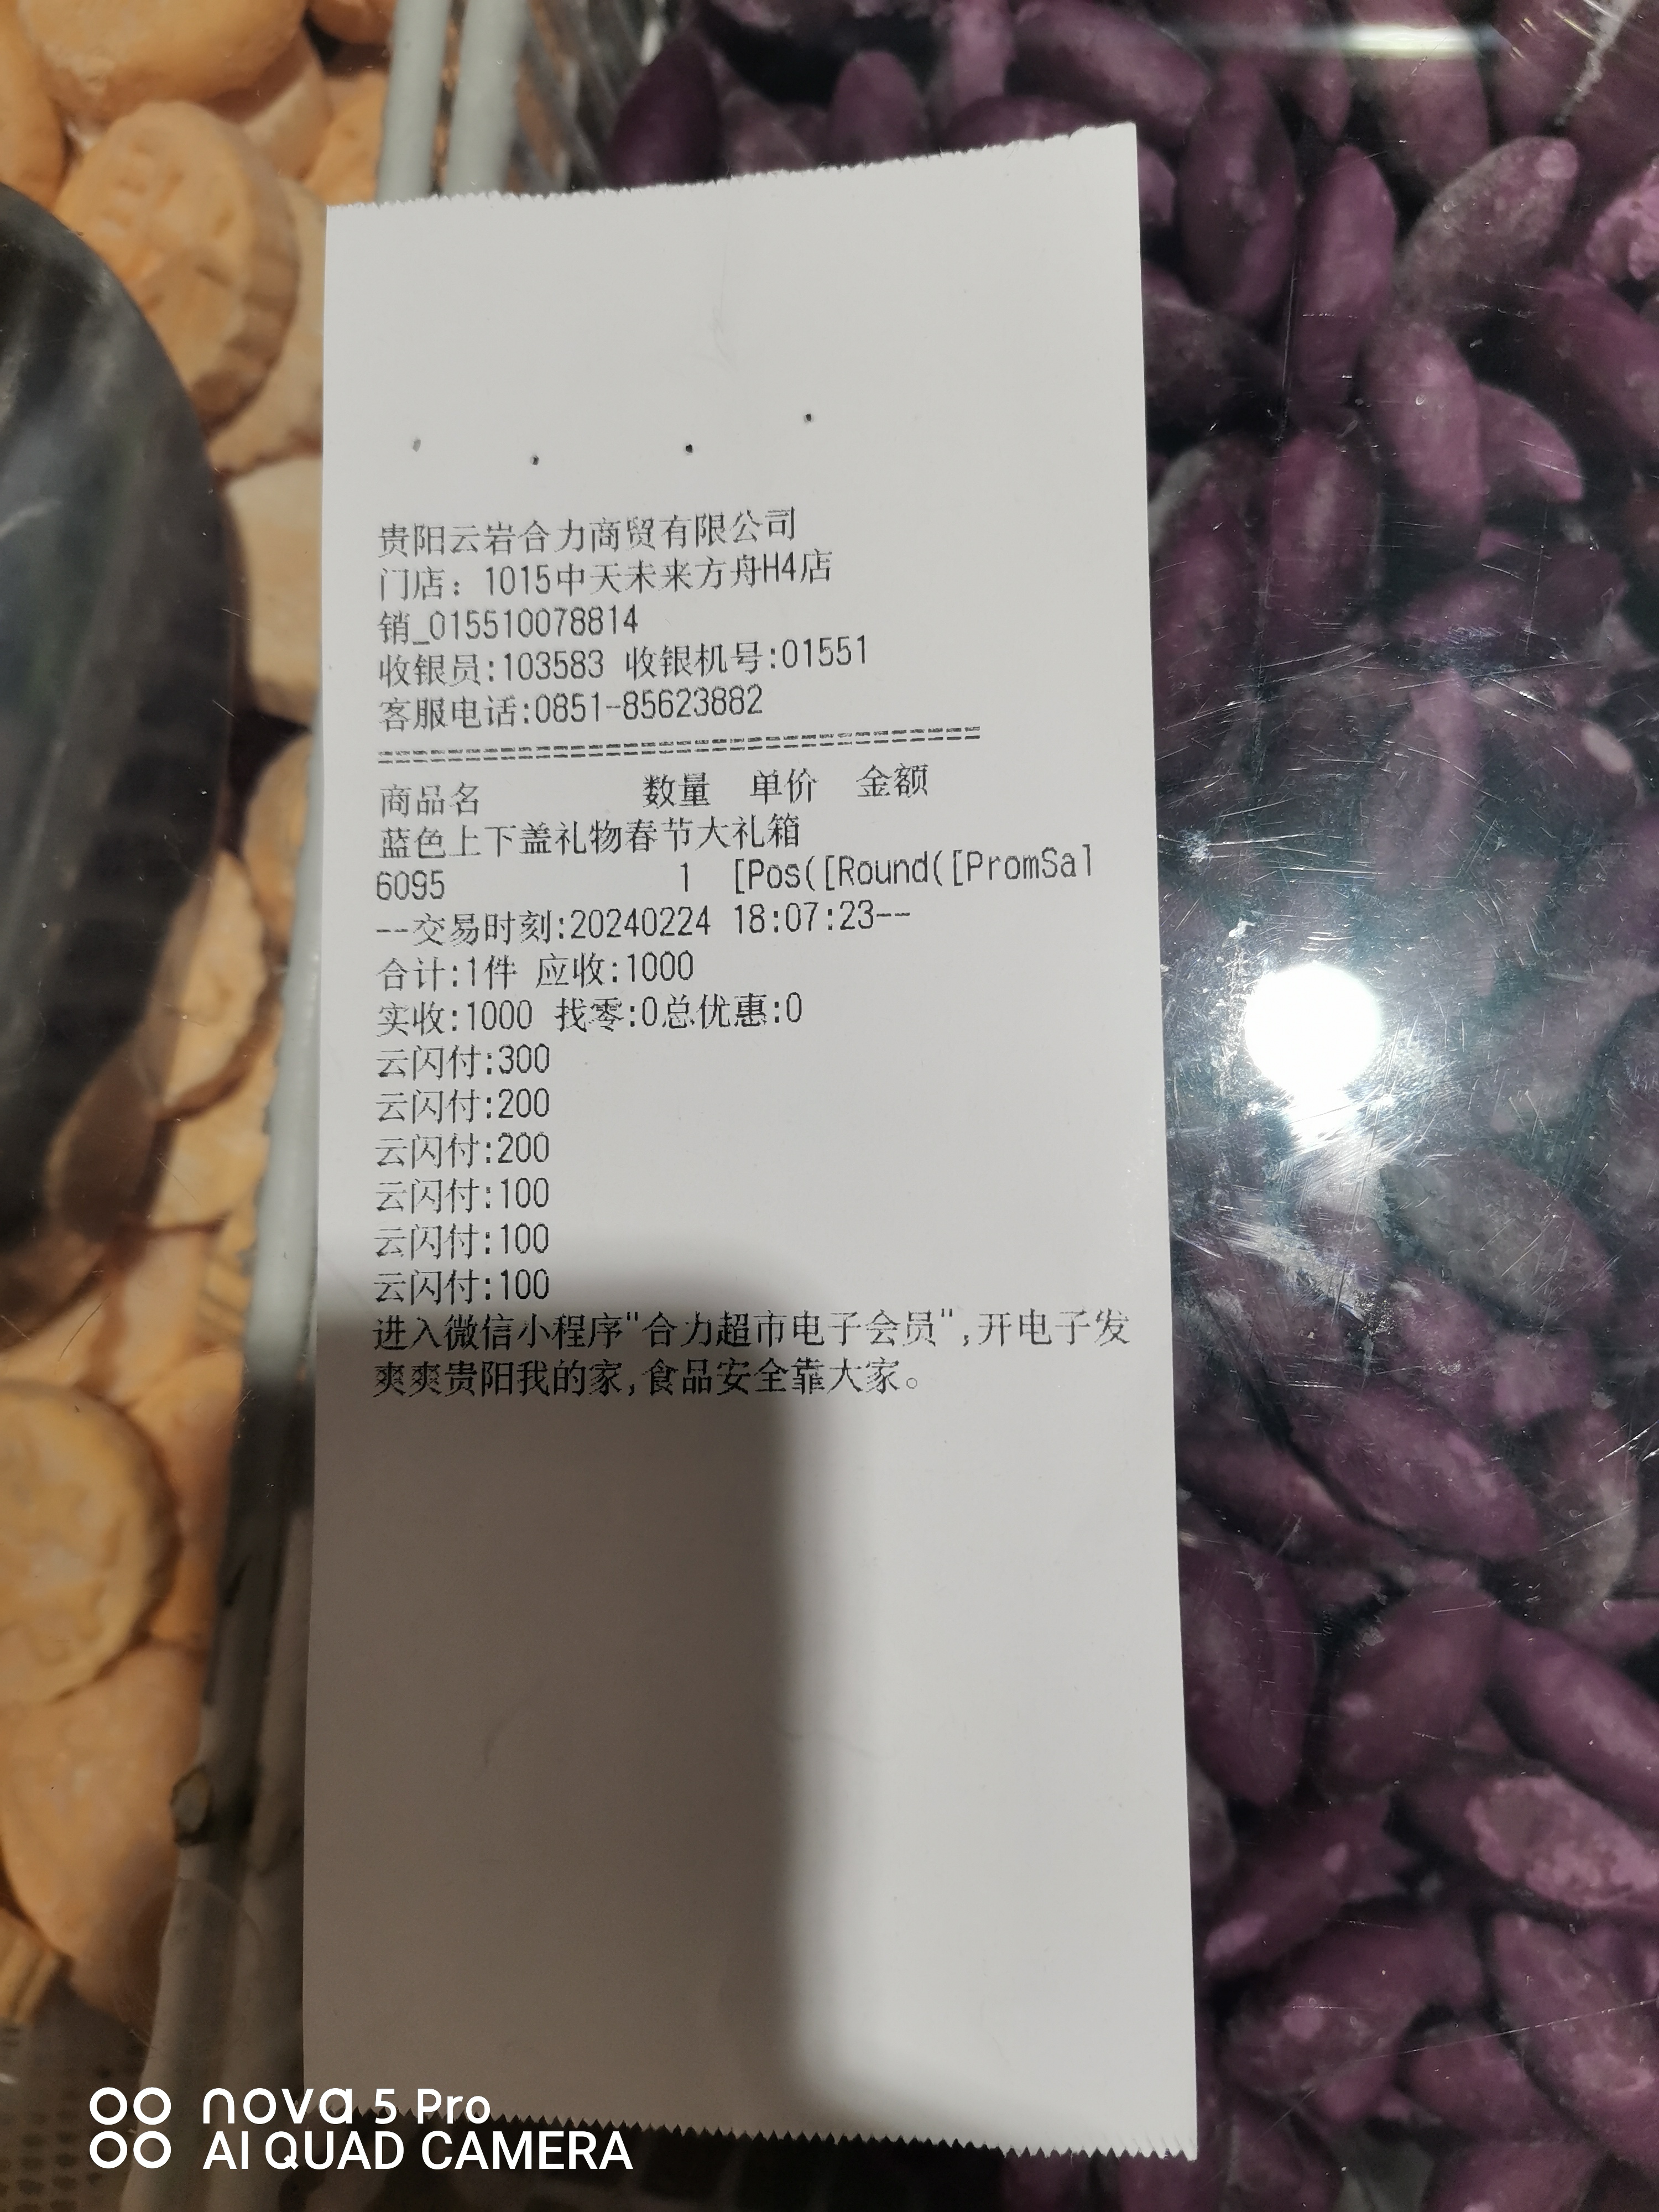 贵阳云岩合力商贸有限公司
门店：1015中天未来方舟H4店
销_015510078814
收银员:103583 收银机号:01551
客服电话:0851-85623882
===================================
商品名 数量 单价 金额
蓝色上下盖礼物春节大礼箱
6095 1 [Pos([Round([PromSal
--交易时刻:20240224 18:07:23--
合计:1件 应收:1000
实收:1000 找零:0总优惠:0
云闪付:300
云闪付:200
云闪付:200
云闪付:100
云闪付:100
云闪付:100
进入微信小程序"合力超市电子会员",开电子发
爽爽贵阳我的家,食品安全靠大家。
nova 5 Pro
AI QUAD CAMERA